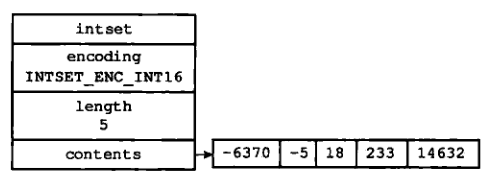 intset
encoding
INTSET_ENC_INT16
length
5
contents
-6370 -5 18 233 14632